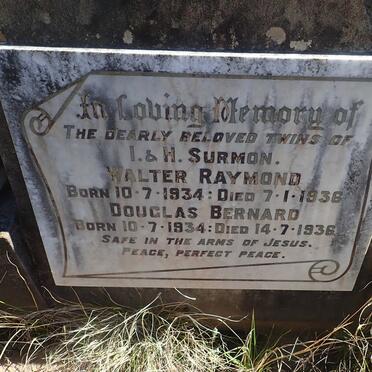 In Loving Memory of
THE DEARLY BELOVED TWINS OF
I. & H. SURMON.
WALTER RAYMOND
BORN 10·7·1934: DIED 7·1·1936
DOUGLAS BERNARD
BORN 10·7·1934: DIED 14·7·1936.
SAFE IN THE ARMS OF JESUS.
PEACE, PERFECT PEACE.